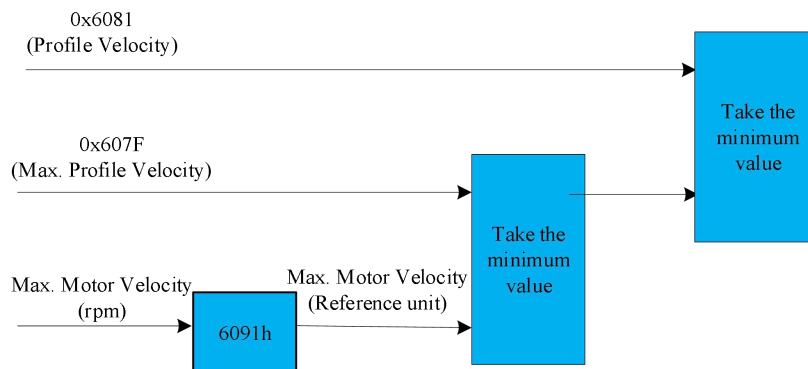 0x6081
(Profile Velocity)
Take the
minimum
value
0x607F
(Max. Profile Velocity)
Take the
minimum
value
Max. Motor Velocity
(rpm)
6091h
Max. Motor Velocity
(Reference unit)